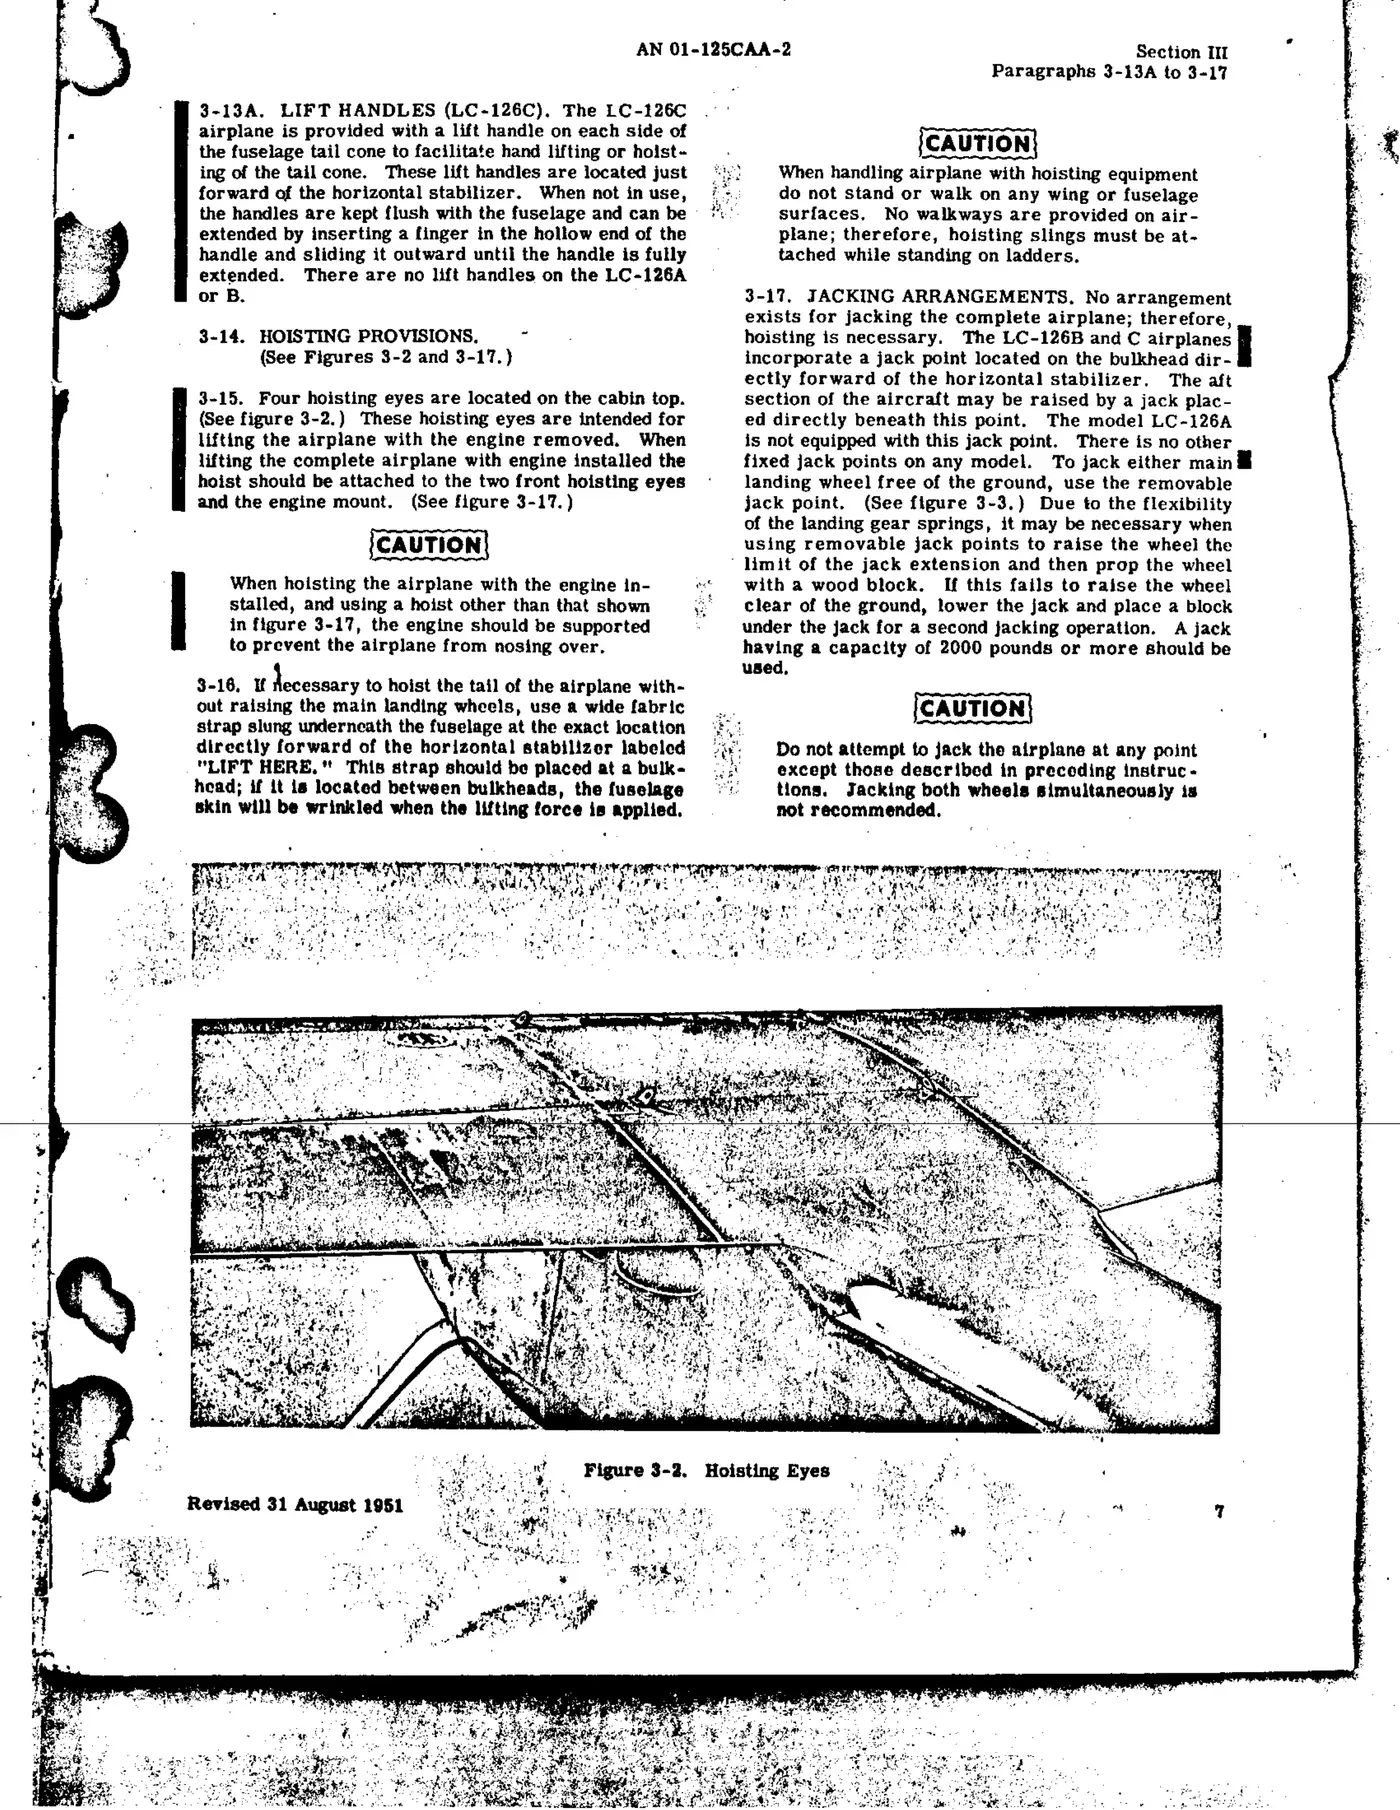 AN 01-125CAA-2
Section III
Paragraphs 3-13A to 3-17
3-13A. LIFT HANDLES (LC-126C). The LC-126C
airplane is provided with a lift handle on each side of
the fuselage tail cone to facilitate hand lifting or hoist-
ing of the tail cone. These lift handles are located just
forward of the horizontal stabilizer. When not in use,
the handles are kept flush with the fuselage and can be
extended by inserting a finger in the hollow end of the
handle and sliding it outward until the handle is fully
extended. There are no lift handles on the LC-126A
or B.
3-14. HOISTING PROVISIONS.
(See Figures 3-2 and 3-17.)
3-15. Four hoisting eyes are located on the cabin top.
(See figure 3-2.) These hoisting eyes are intended for
lifting the airplane with the engine removed. When
lifting the complete airplane with engine installed the
hoist should be attached to the two front hoisting eyes
and the engine mount. (See figure 3-17.)
CAUTION
When hoisting the airplane with the engine in-
stalled, and using a hoist other than that shown
in figure 3-17, the engine should be supported
to prevent the airplane from nosing over.
3-16. If necessary to hoist the tail of the airplane with-
out raising the main landing wheels, use a wide fabric
strap slung underneath the fuselage at the exact location
directly forward of the horizontal stabilizer labeled
"LIFT HERE." This strap should be placed at a bulk-
head; if it is located between bulkheads, the fuselage
skin will be wrinkled when the lifting force is applied.
CAUTION
When handling airplane with hoisting equipment
do not stand or walk on any wing or fuselage
surfaces. No walkways are provided on air-
plane; therefore, hoisting slings must be at-
tached while standing on ladders.
3-17. JACKING ARRANGEMENTS. No arrangement
exists for jacking the complete airplane; therefore,
hoisting is necessary. The LC-126B and C airplanes
incorporate a jack point located on the bulkhead dir-
ectly forward of the horizontal stabilizer. The aft
section of the aircraft may be raised by a jack plac-
ed directly beneath this point. The model LC-126A
is not equipped with this jack point. There is no other
fixed jack points on any model. To jack either main
landing wheel free of the ground, use the removable
jack point. (See figure 3-3.) Due to the flexibility
of the landing gear springs, it may be necessary when
using removable jack points to raise the wheel the
limit of the jack extension and then prop the wheel
with a wood block. If this fails to raise the wheel
clear of the ground, lower the jack and place a block
under the jack for a second jacking operation. A jack
having a capacity of 2000 pounds or more should be
used.
CAUTION
Do not attempt to jack the airplane at any point
except those described in preceding instruc-
tions. Jacking both wheels simultaneously is
not recommended.
Figure 3-2. Hoisting Eyes
Revised 31 August 1951
7